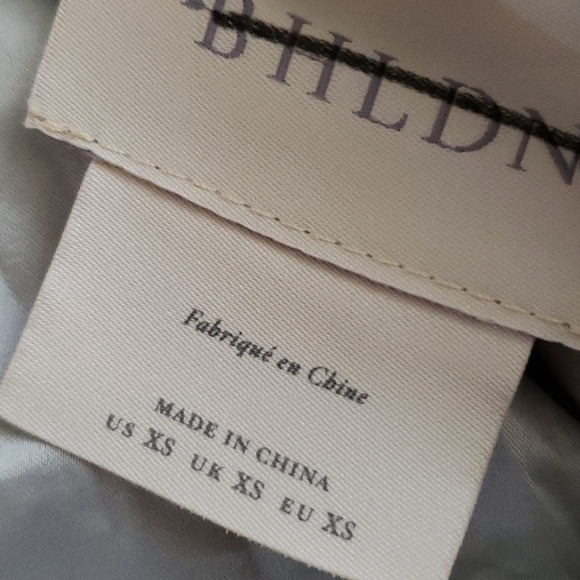 BHLDN
Fabriqué en Chine
MADE IN CHINA
US XS UK XS EU XS